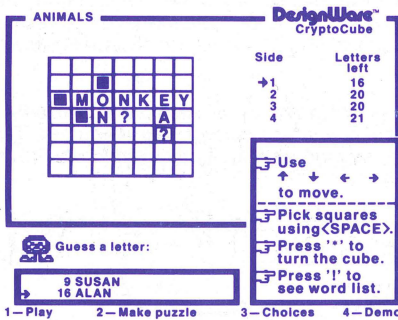 ANIMALS
DesignWare™
CryptoCube
Side Letters left
→1 16
2 20
3 20
4 21
M O N K E Y
N ? A
?
Use
↑ ↓ ← →
to move.
Pick squares
using<SPACE>.
Press '*' to
turn the cube.
Press '!' to
see word list.
Guess a letter:
9 SUSAN
→ 16 ALAN
1—Play 2—Make puzzle 3—Choices 4—Demo